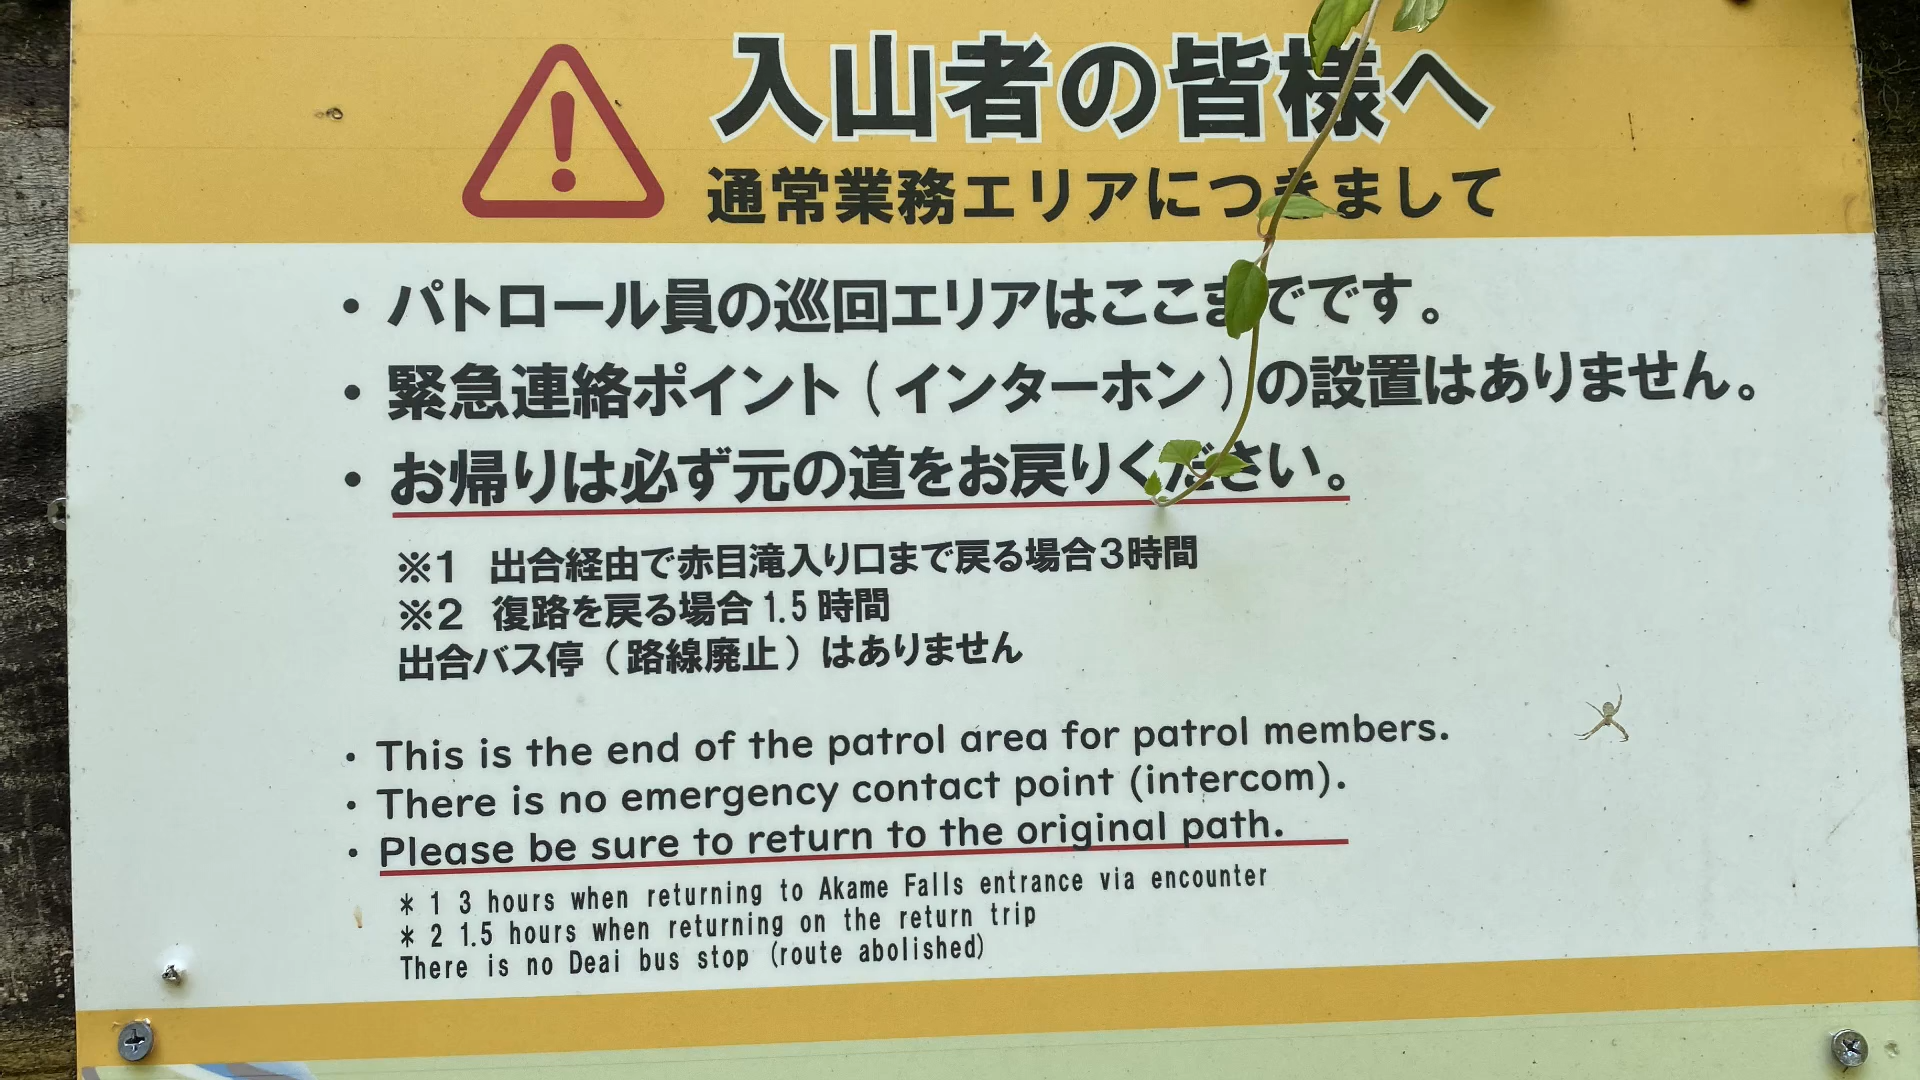 入山者の皆様へ
通常業務エリアにつきまして
・パトロール員の巡回エリアはここまでです。
・緊急連絡ポイント(インターホン)の設置はありません。
・お帰りは必ず元の道をお戻りください。
※1 出合経由で赤目滝入り口まで戻る場合3時間
※2 復路を戻る場合1.5時間
出合バス停(路線廃止)はありません
・This is the end of the patrol area for patrol members.
・There is no emergency contact point (intercom).
・Please be sure to return to the original path.
* 1 3 hours when returning to Akame Falls entrance via encounter
* 2 1.5 hours when returning on the return trip
There is no Deai bus stop (route abolished)